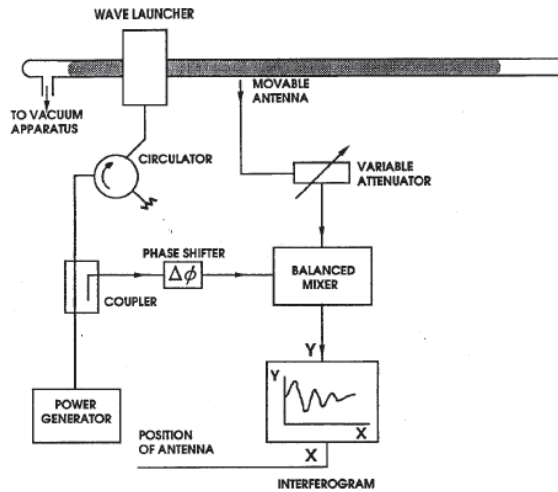 WAVE LAUNCHER
TO VACUUM
APPARATUS
MOVABLE
ANTENNA
CIRCULATOR
VARIABLE
ATTENUATOR
PHASE SHIFTER
Δϕ
BALANCED
MIXER
COUPLER
Y
Y
X
POWER
GENERATOR
POSITION
OF ANTENNA
X
INTERFEROGRAM